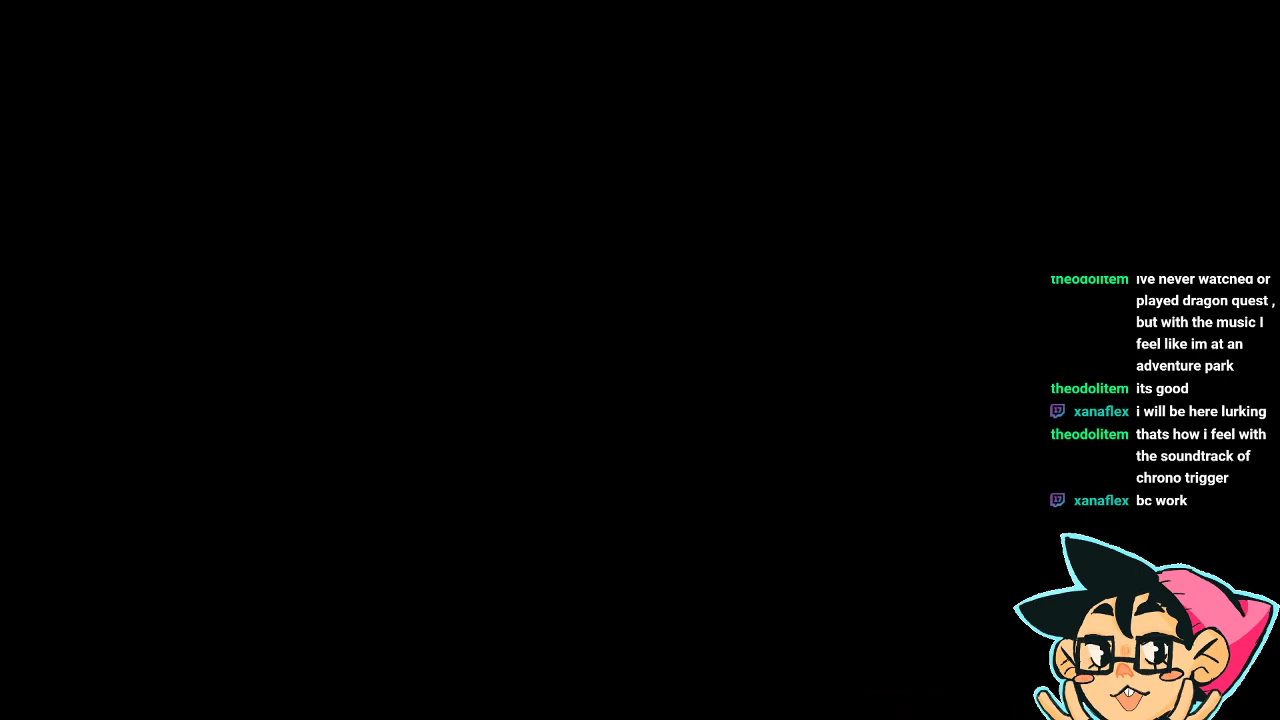 theodolitem ive never watched or
played dragon quest ,
but with the music I
feel like im at an
adventure park
theodolitem its good
xanaflex i will be here lurking
theodolitem thats how i feel with
the soundtrack of
chrono trigger
xanaflex bc work